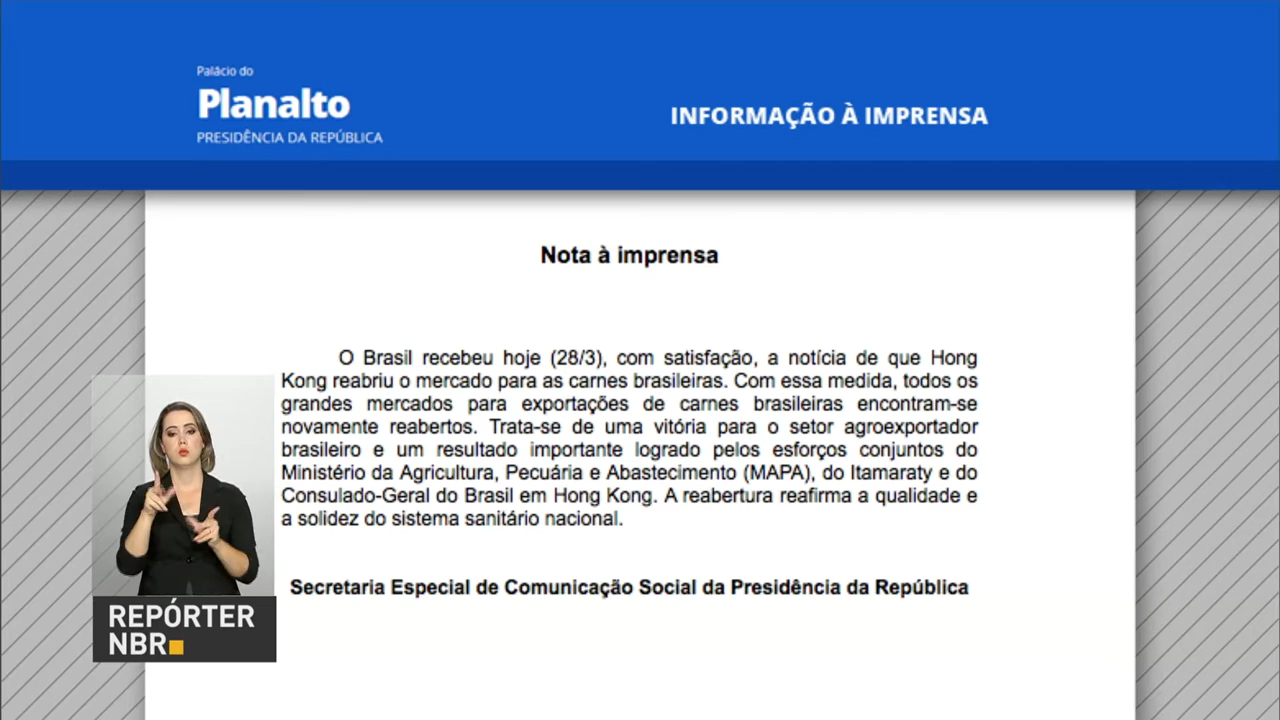 Palácio do
Planalto
PRESIDÊNCIA DA REPÚBLICA
INFORMAÇÃO À IMPRENSA
Nota à imprensa
O Brasil recebeu hoje (28/3), com satisfação, a notícia de que Hong
Kong reabriu o mercado para as carnes brasileiras. Com essa medida, todos os
grandes mercados para exportações de carnes brasileiras encontram-se
novamente reabertos. Trata-se de uma vitória para o setor agroexportador
brasileiro e um resultado importante logrado pelos esforços conjuntos do
Ministério da Agricultura, Pecuária e Abastecimento (MAPA), do Itamaraty e do
Consulado-Geral do Brasil em Hong Kong. A reabertura reafirma a qualidade e
a solidez do sistema sanitário nacional.
Secretaria Especial de Comunicação Social da Presidência da República
REPÓRTER
NBR